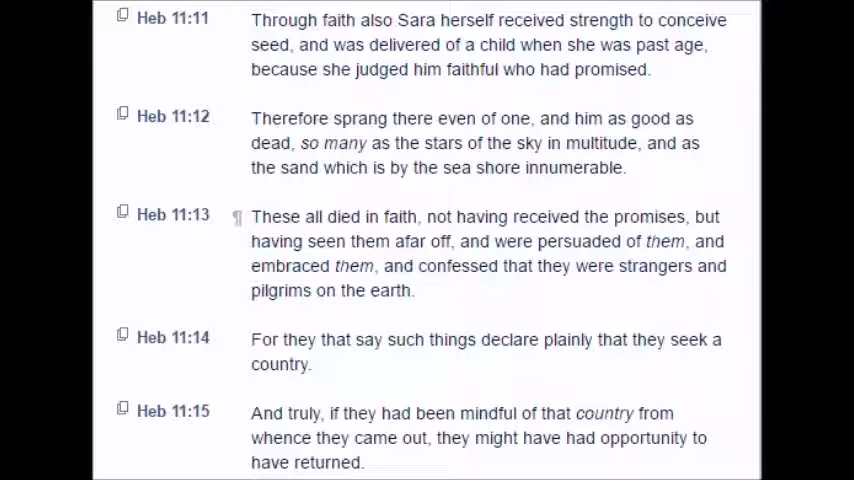 Heb 11:11 Through faith also Sara herself received strength to conceive
seed, and was delivered of a child when she was past age,
because she judged him faithful who had promised.
Heb 11:12 Therefore sprang there even of one, and him as good as
dead, so many as the stars of the sky in multitude, and as
the sand which is by the sea shore innumerable.
Heb 11:13 ¶ These all died in faith, not having received the promises, but
having seen them afar off, and were persuaded of them, and
embraced them, and confessed that they were strangers and
pilgrims on the earth.
Heb 11:14 For they that say such things declare plainly that they seek a
country.
Heb 11:15 And truly, if they had been mindful of that country from
whence they came out, they might have had opportunity to
have returned.